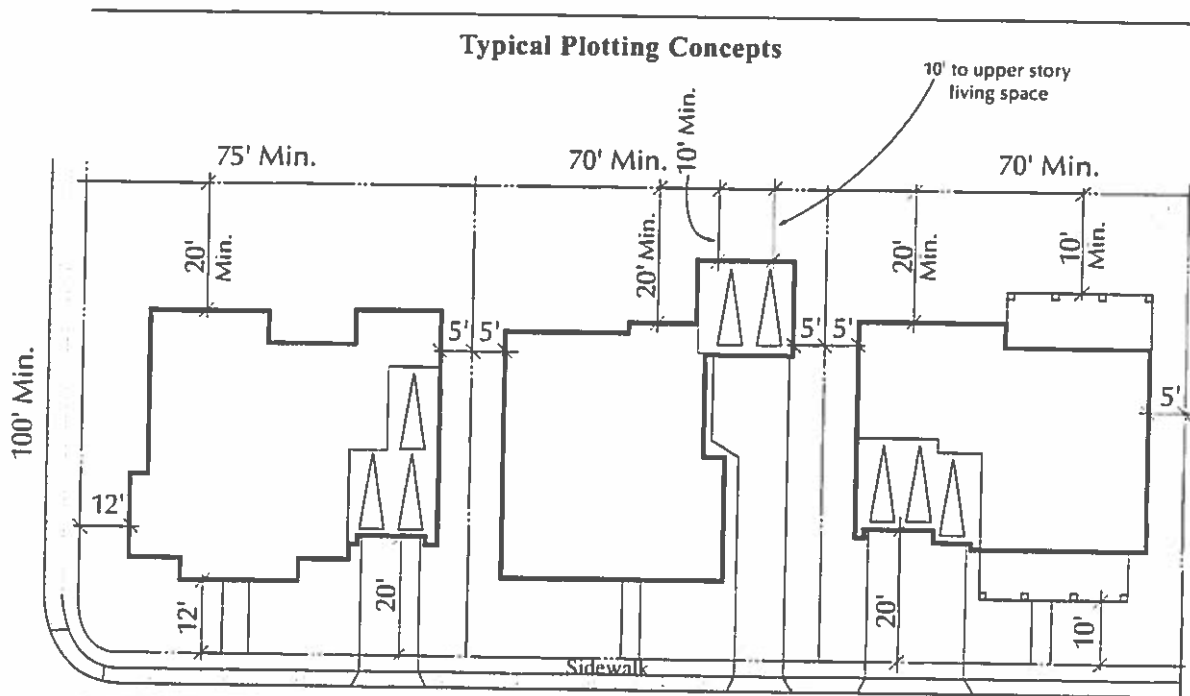 Typical Plotting Concepts
10' to upper story
living space
75' Min.
70' Min.
10' Min.
70' Min.
20'
Min.
20' Min.
20'
Min.
10'
Min.
100' Min.
5'
5'
5'
5'
5'
12'
12'
20'
20'
10'
Sidewalk